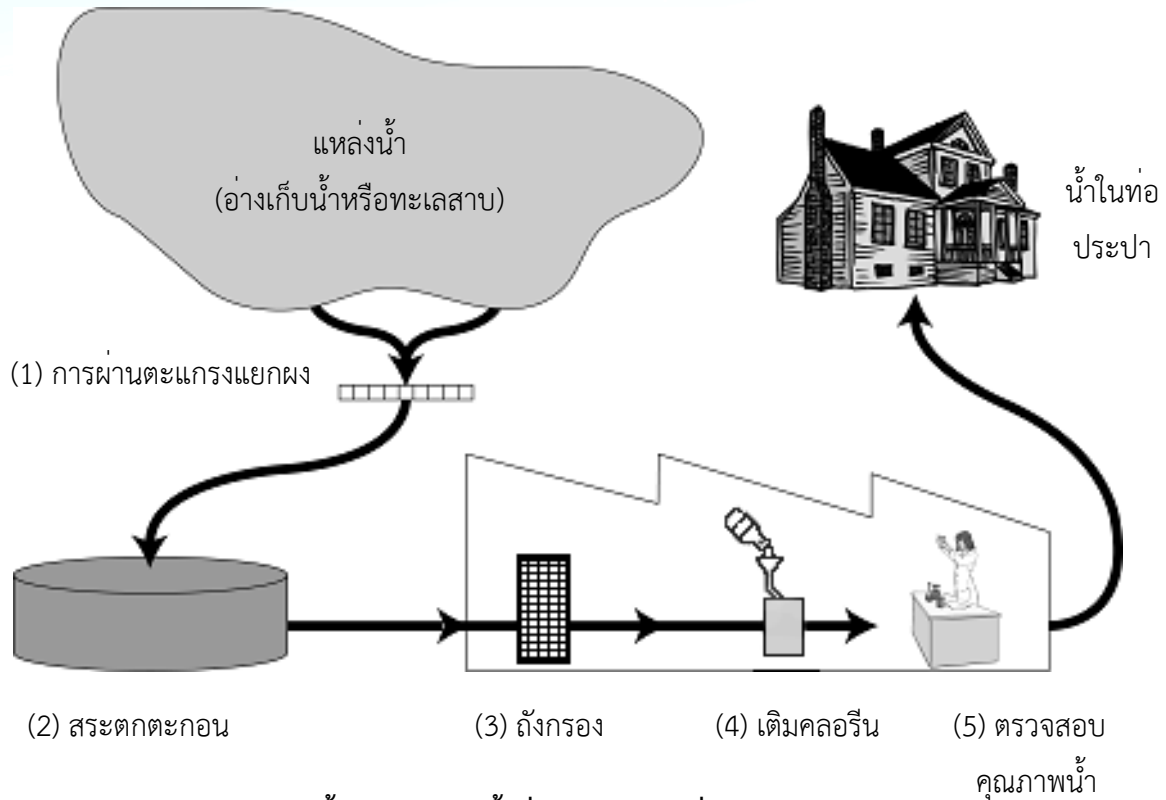 แหล่งน้ำ
(อ่างเก็บน้ำหรือทะเลสาบ)
น้ำในท่อ
ประปา
(1) การผ่านตะแกรงแยกผง
(2) สระตกตะกอน
(3) ถังกรอง
(4) เติมคลอรีน
(5) ตรวจสอบ
คุณภาพน้ำ